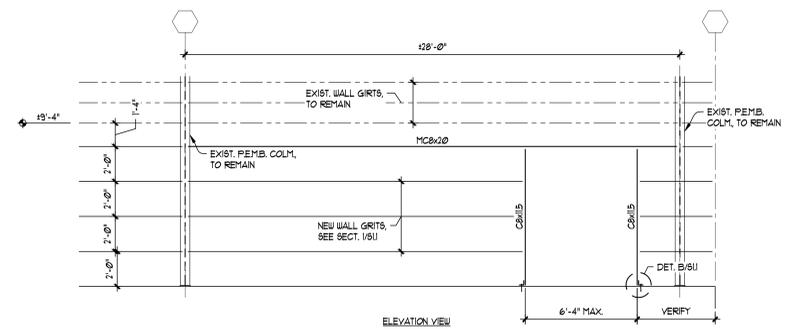 ±28'-0"
EXIST. WALL GIRTS,
TO REMAIN
EXIST. P.E.M.B.
COLM., TO REMAIN
±9'-4"
1'-4"
MC8x20
EXIST. P.E.M.B. COLM.,
TO REMAIN
2'-0"
2'-0"
2'-0"
2'-0"
NEW WALL GRITS,
SEE SECT. 1/S1.1
C8x11.5
C8x11.5
DET. B/S1.1
6'-4" MAX.
VERIFY
ELEVATION VIEW